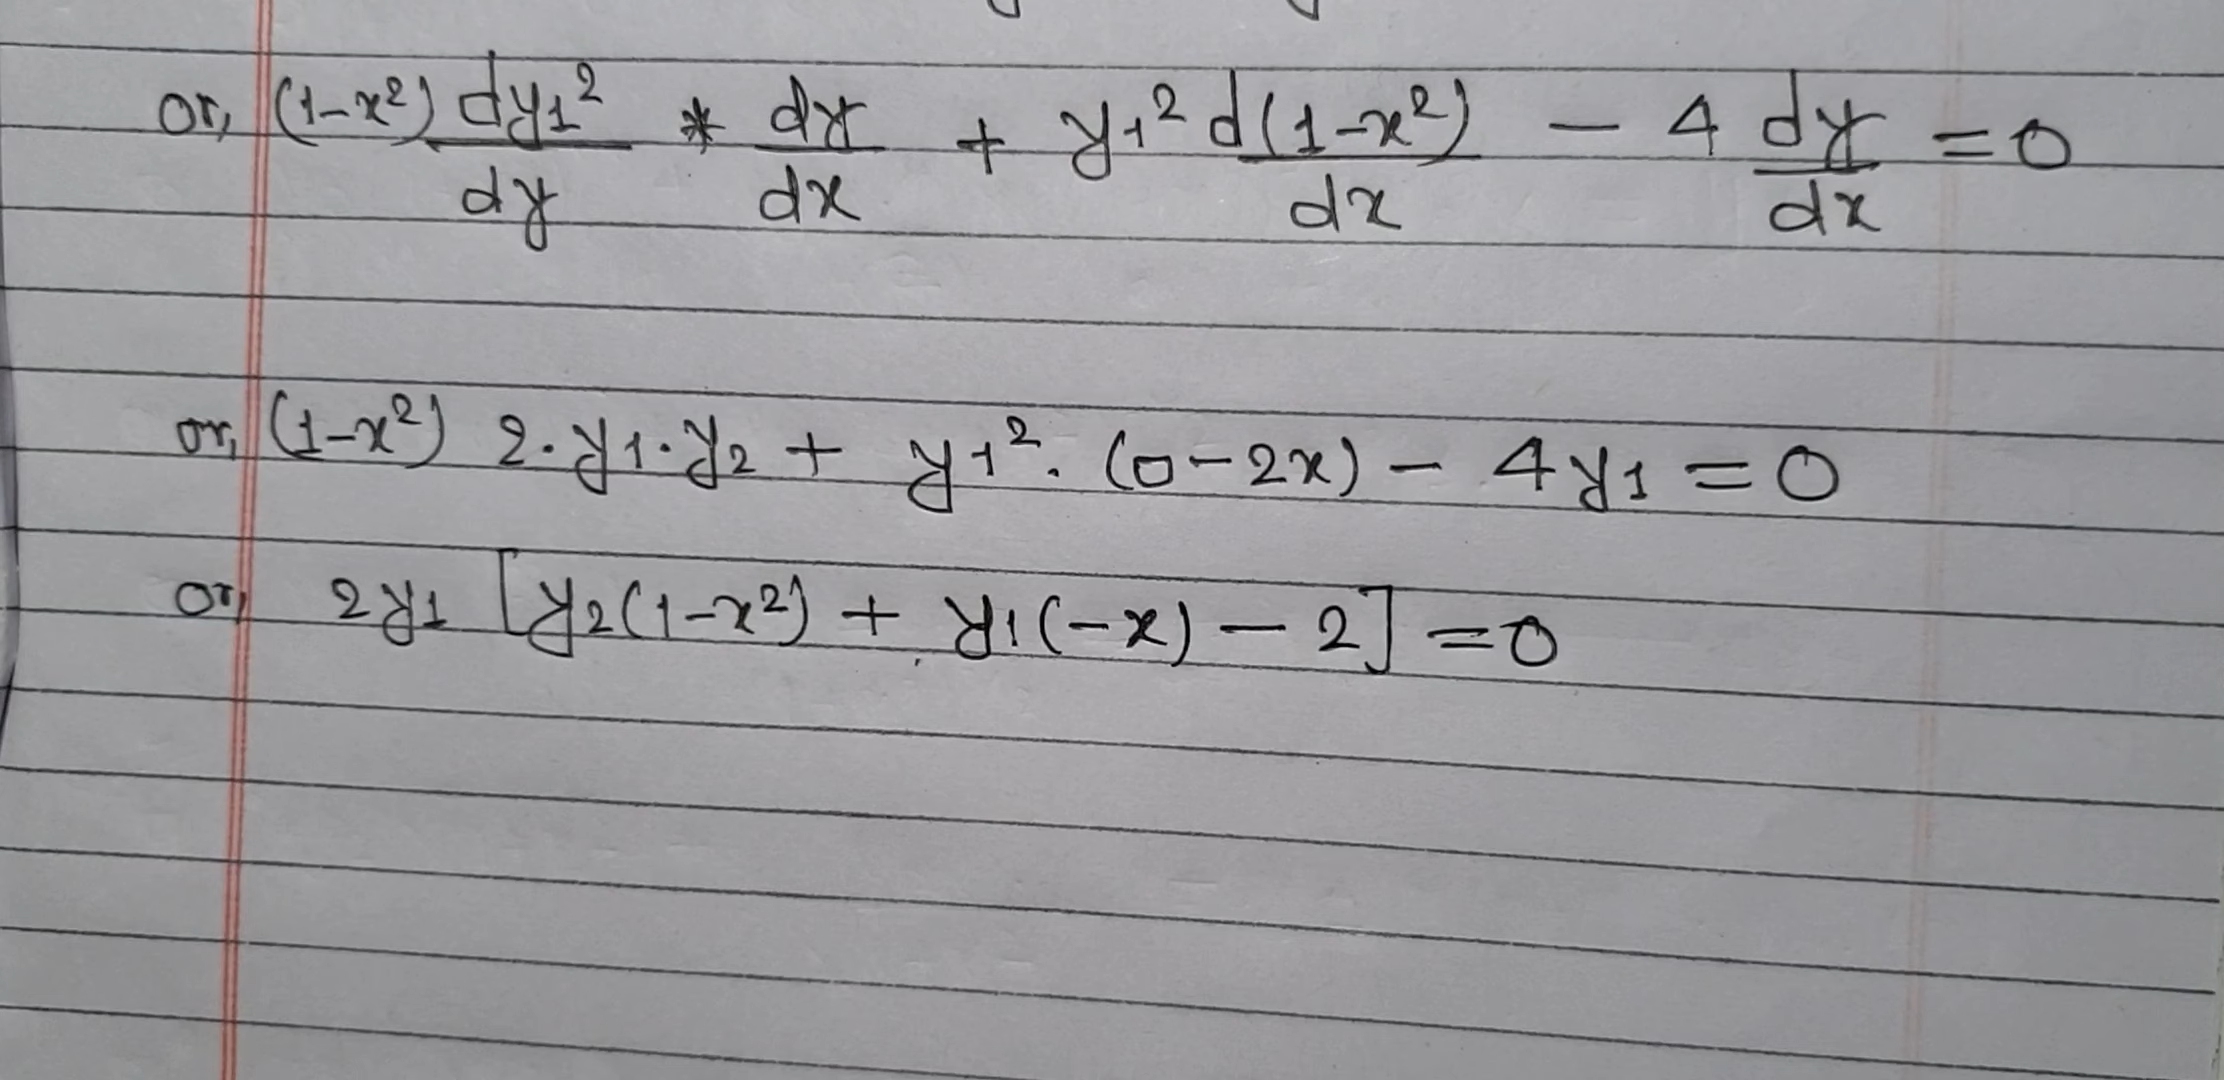 or, (1-x²) dy₁²/dy * dy/dx + y₁² d(1-x²)/dx - 4 dy/dx = 0
or, (1-x²) 2·y₁·y₂ + y₁². (0-2x) - 4y₁ = 0
or, 2y₁ [y₂(1-x²) + y₁(-x) - 2] = 0